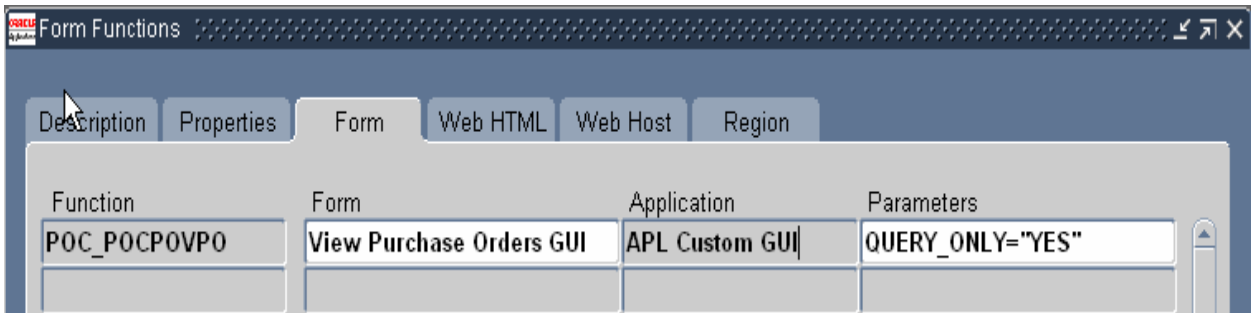 ORACLE Form Functions
Description Properties Form Web HTML Web Host Region
Function Form Application Parameters
POC_POCPOVPO View Purchase Orders GUI APL Custom GUI QUERY_ONLY="YES"